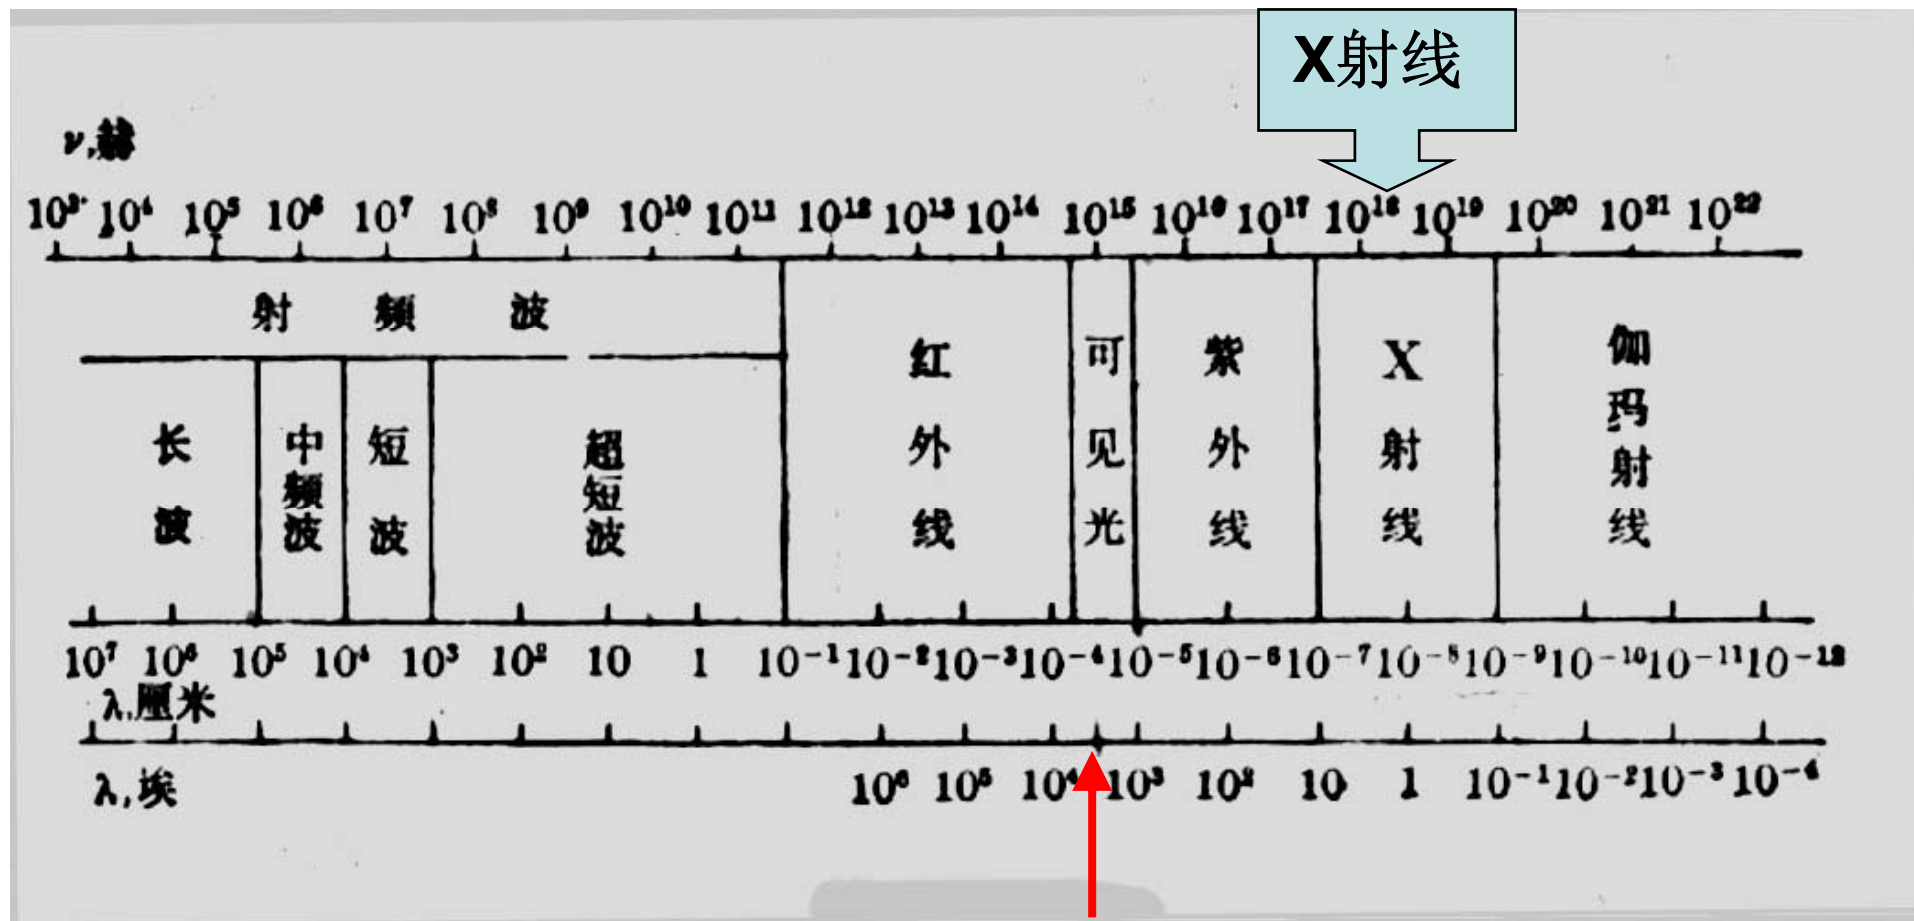 X射线
ν,赫
10³ 10⁴ 10⁵ 10⁶ 10⁷ 10⁸ 10⁹ 10¹⁰ 10¹¹ 10¹² 10¹³ 10¹⁴ 10¹⁵ 10¹⁶ 10¹⁷ 10¹⁸ 10¹⁹ 10²⁰ 10²¹ 10²²
射频波
长波
中频波
短波
超短波
红外线
可见光
紫外线
X射线
伽玛射线
10⁷ 10⁶ 10⁵ 10⁴ 10³ 10² 10 1 10⁻¹ 10⁻² 10⁻³ 10⁻⁴ 10⁻⁵ 10⁻⁶ 10⁻⁷ 10⁻⁸ 10⁻⁹ 10⁻¹⁰ 10⁻¹¹ 10⁻¹²
λ,厘米
10⁶ 10⁵ 10⁴ 10³ 10² 10 1 10⁻¹ 10⁻² 10⁻³ 10⁻⁴
λ,埃